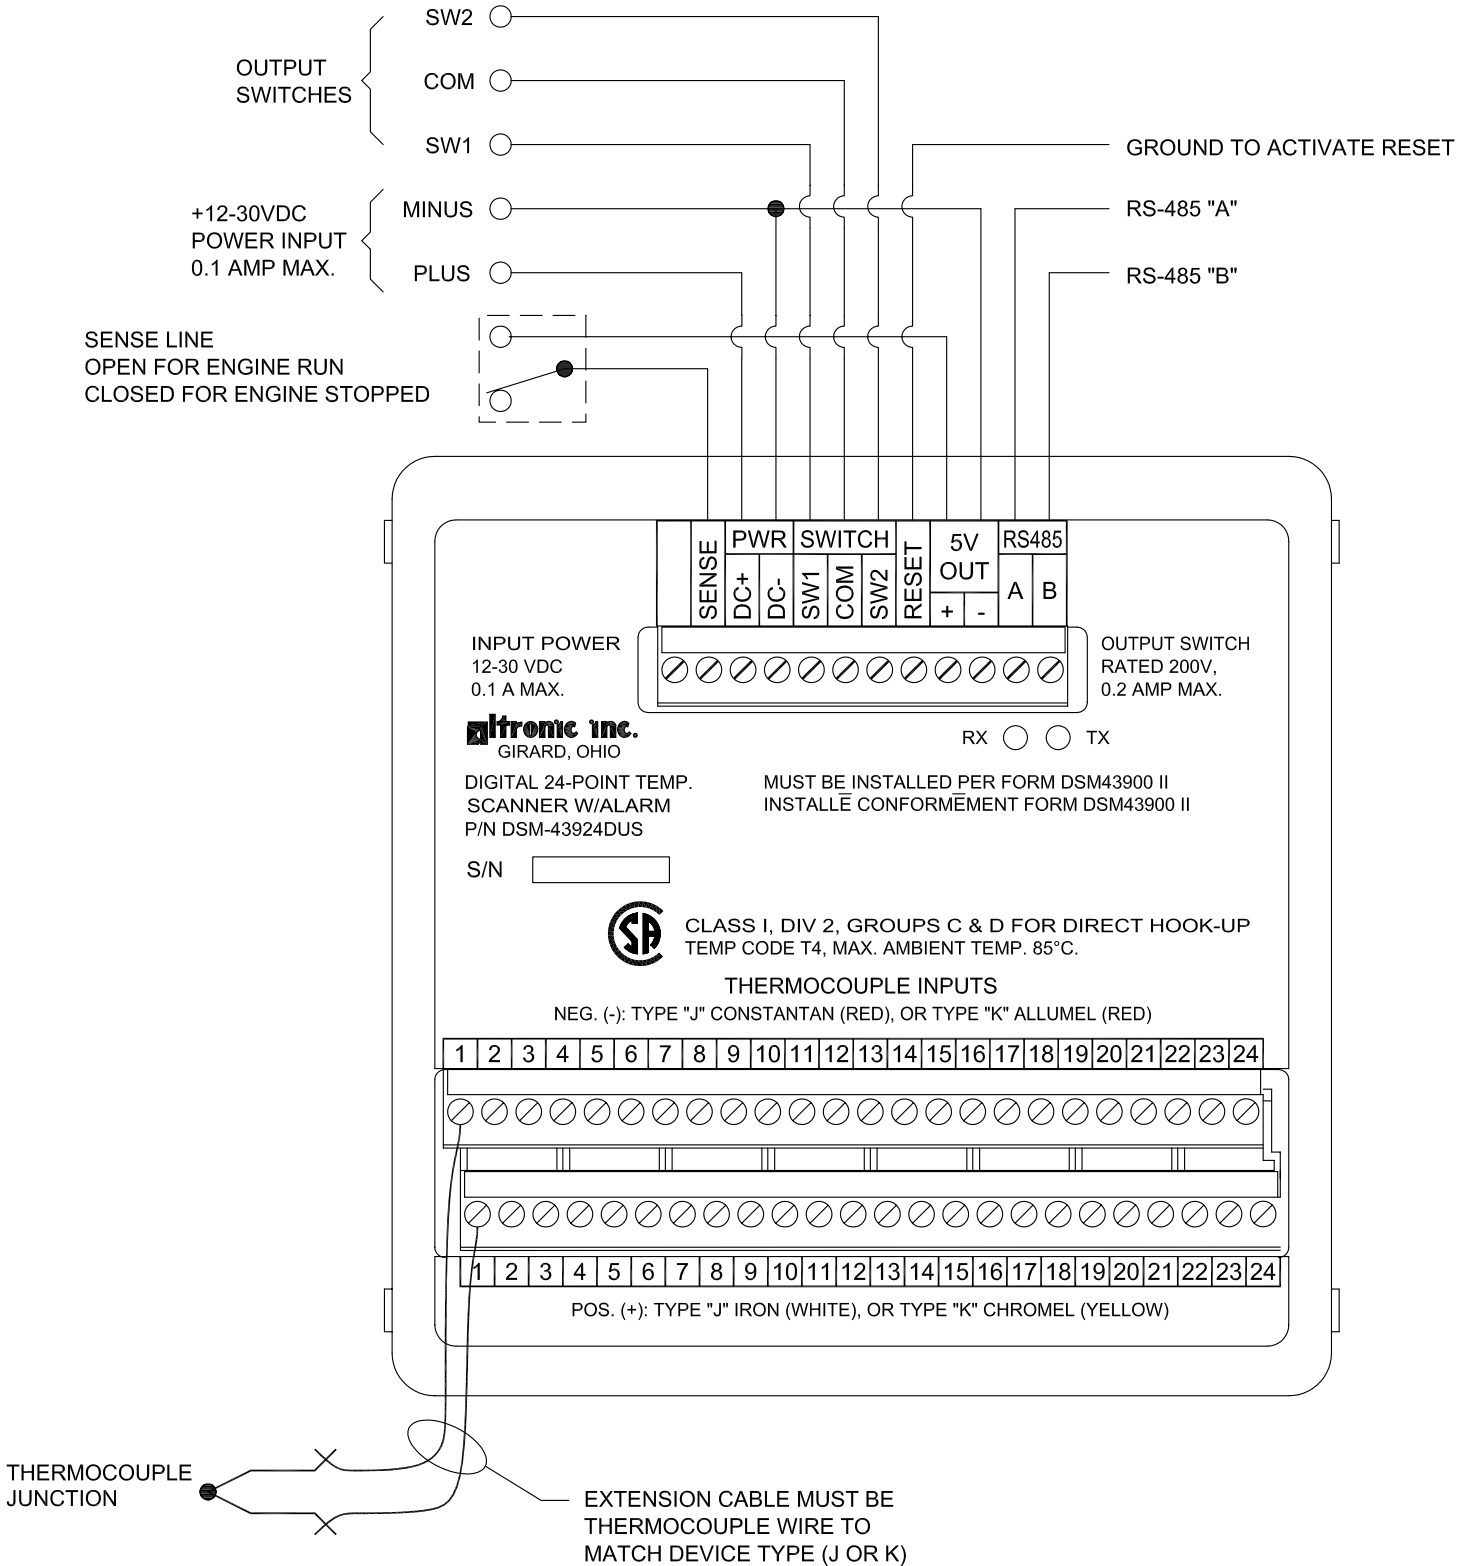 SW2
OUTPUT
SWITCHES
COM
SW1
GROUND TO ACTIVATE RESET
+12-30VDC
POWER INPUT
0.1 AMP MAX.
MINUS
RS-485 "A"
PLUS
RS-485 "B"
SENSE LINE
OPEN FOR ENGINE RUN
CLOSED FOR ENGINE STOPPED
SENSE
PWR
DC+
DC-
SWITCH
SW1
COM
SW2
RESET
5V
OUT
+
-
RS485
A
B
INPUT POWER
12-30 VDC
0.1 A MAX.
OUTPUT SWITCH
RATED 200V,
0.2 AMP MAX.
altronic inc.
GIRARD, OHIO
RX
TX
DIGITAL 24-POINT TEMP.
SCANNER W/ALARM
P/N DSM-43924DUS
MUST BE INSTALLED PER FORM DSM43900 II
INSTALLE CONFORMEMENT FORM DSM43900 II
S/N
SA
CLASS I, DIV 2, GROUPS C & D FOR DIRECT HOOK-UP
TEMP CODE T4, MAX. AMBIENT TEMP. 85°C.
THERMOCOUPLE INPUTS
NEG. (-): TYPE "J" CONSTANTAN (RED), OR TYPE "K" ALLUMEL (RED)
1 2 3 4 5 6 7 8 9 10 11 12 13 14 15 16 17 18 19 20 21 22 23 24
1 2 3 4 5 6 7 8 9 10 11 12 13 14 15 16 17 18 19 20 21 22 23 24
POS. (+): TYPE "J" IRON (WHITE), OR TYPE "K" CHROMEL (YELLOW)
THERMOCOUPLE
JUNCTION
EXTENSION CABLE MUST BE
THERMOCOUPLE WIRE TO
MATCH DEVICE TYPE (J OR K)